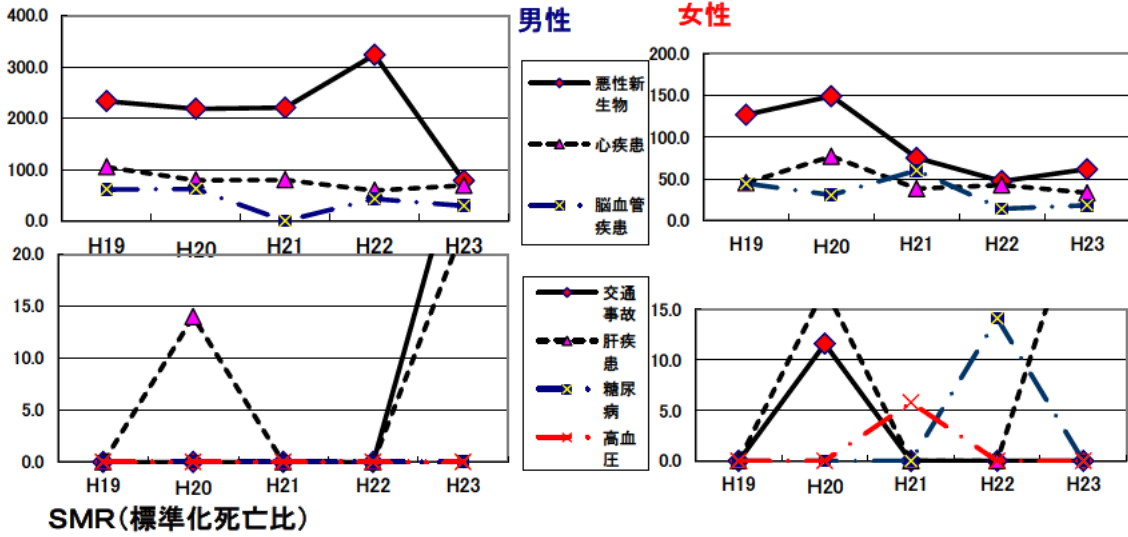 男性
女性
400.0
300.0
200.0
100.0
0.0
H19
H20
H21
H22
H23
悪性新
生物
心疾患
脳血管
疾患
200.0
150.0
100.0
50.0
0.0
H19
H20
H21
H22
H23
20.0
15.0
10.0
5.0
0.0
H19
H20
H21
H22
H23
交通
事故
肝疾
患
糖尿
病
高血
圧
15.0
10.0
5.0
0.0
H19
H20
H21
H22
H23
SMR(標準化死亡比)